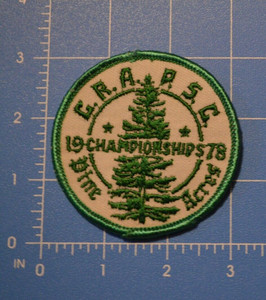 G.R.A.P.S.C.
19 CHAMPIONSHIPS 78
Pine Acres
3
2
1
0
IN
0
1
2
3